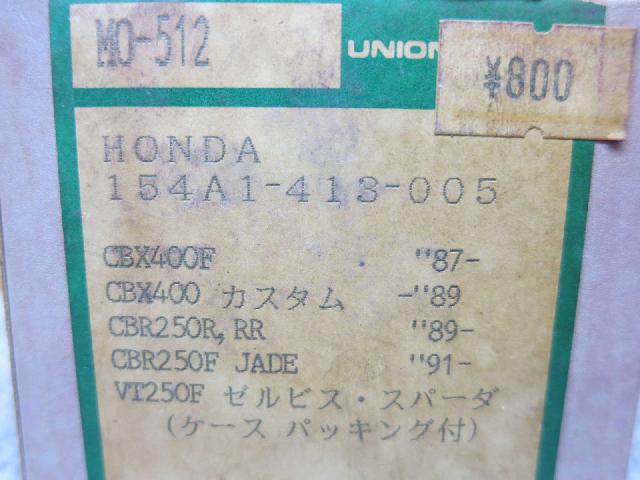 MO-512
UNION
¥800
HONDA
154A1-413-005
CBX400F "87-
CBX400 カスタム -"89
CBR250R, RR "89-
CBR250F JADE "91-
VT250F ゼルビス・スパーダ
(ケース パッキング付)